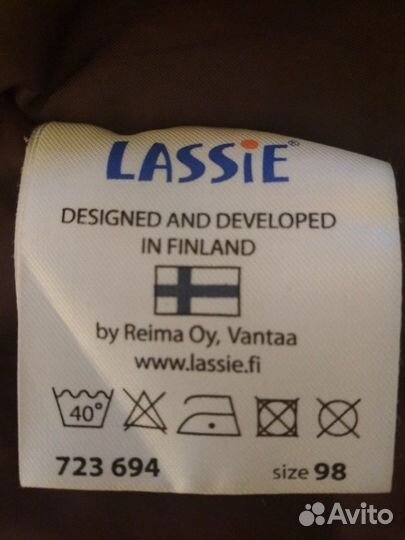 LASSiE®
DESIGNED AND DEVELOPED
IN FINLAND
by Reima Oy, Vantaa
www.lassie.fi
40°
723 694 size 98
Avito